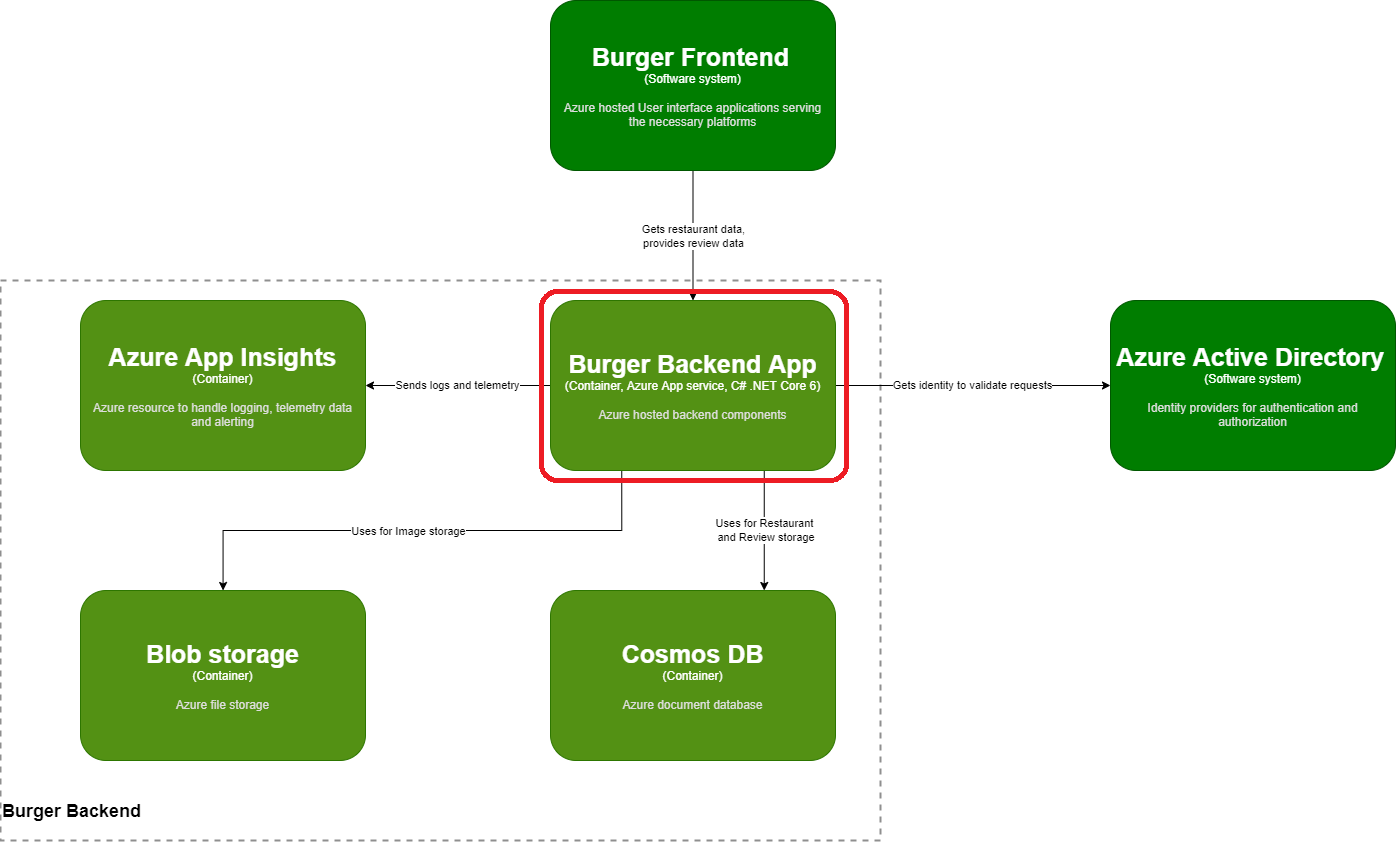 Burger Frontend
(Software system)
Azure hosted User interface applications serving
the necessary platforms
Gets restaurant data,
provides review data
Azure App Insights
(Container)
Azure resource to handle logging, telemetry data
and alerting
Sends logs and telemetry
Burger Backend App
(Container, Azure App service, C# .NET Core 6)
Azure hosted backend components
Gets identity to validate requests
Azure Active Directory
(Software system)
Identity providers for authentication and
authorization
Uses for Image storage
Uses for Restaurant
and Review storage
Blob storage
(Container)
Azure file storage
Cosmos DB
(Container)
Azure document database
Burger Backend